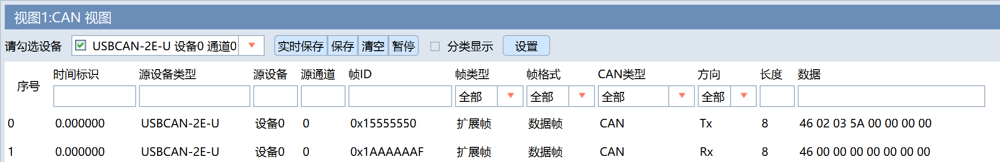 视图1:CAN 视图
请勾选设备 USBCAN-2E-U 设备0 通道0 实时保存 保存 清空 暂停 分类显示 设置
序号 时间标识 源设备类型 源设备 源通道 帧ID 帧类型 帧格式 CAN类型 方向 长度 数据
全部 全部 全部 全部
0 0.000000 USBCAN-2E-U 设备0 0 0x15555550 扩展帧 数据帧 CAN Tx 8 46 02 03 5A 00 00 00 00
1 0.000000 USBCAN-2E-U 设备0 0 0x1AAAAAAF 扩展帧 数据帧 CAN Rx 8 46 00 00 00 00 00 00 00